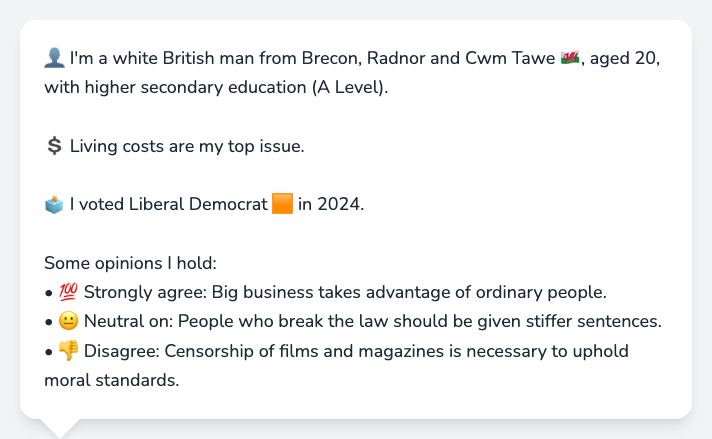 👤 I'm a white British man from Brecon, Radnor and Cwm Tawe 🏴󠁧󠁢󠁷󠁬󠁳󠁿, aged 20,
with higher secondary education (A Level).
💲 Living costs are my top issue.
🗳️ I voted Liberal Democrat 🟧 in 2024.
Some opinions I hold:
• 💯 Strongly agree: Big business takes advantage of ordinary people.
• 😐 Neutral on: People who break the law should be given stiffer sentences.
• 👎 Disagree: Censorship of films and magazines is necessary to uphold
moral standards.